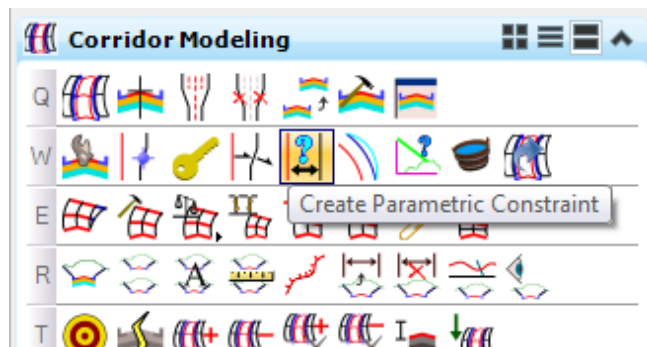 Corridor Modeling
Q
W
Create Parametric Constraint
E
R A
T I